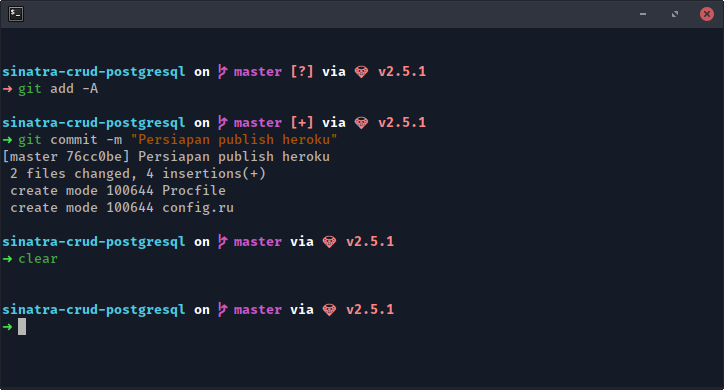 sinatra-crud-postgresql on master [?] via v2.5.1
➜ git add -A
sinatra-crud-postgresql on master [+] via v2.5.1
➜ git commit -m "Persiapan publish heroku"
[master 76cc0be] Persiapan publish heroku
2 files changed, 4 insertions(+)
create mode 100644 Procfile
create mode 100644 config.ru
sinatra-crud-postgresql on master via v2.5.1
➜ clear
sinatra-crud-postgresql on master via v2.5.1
➜